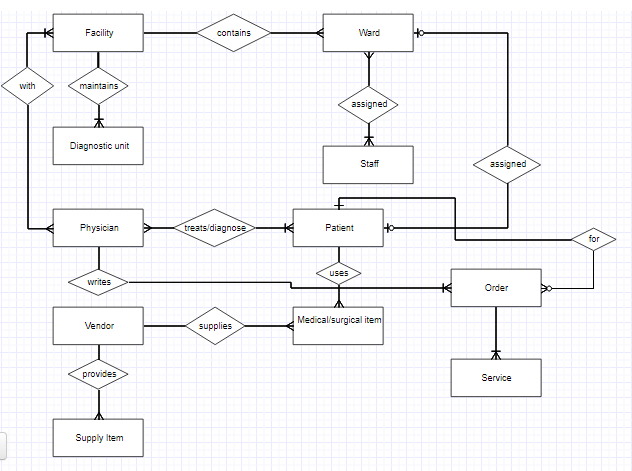 Facility
contains
Ward
with
maintains
assigned
Diagnostic unit
Staff
assigned
Physician
treats/diagnose
Patient
for
uses
writes
Order
Vendor
supplies
Medical/surgical item
provides
Service
Supply Item